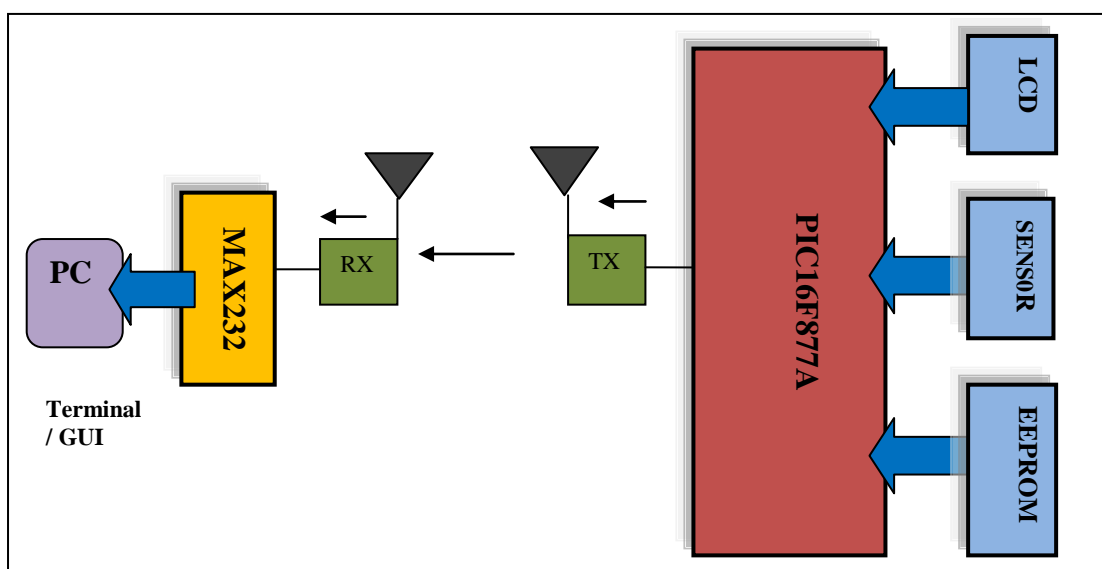 PC
Terminal
/ GUI
MAX232
RX
TX
PIC16F877A
LCD
SENS0R
EEPROM